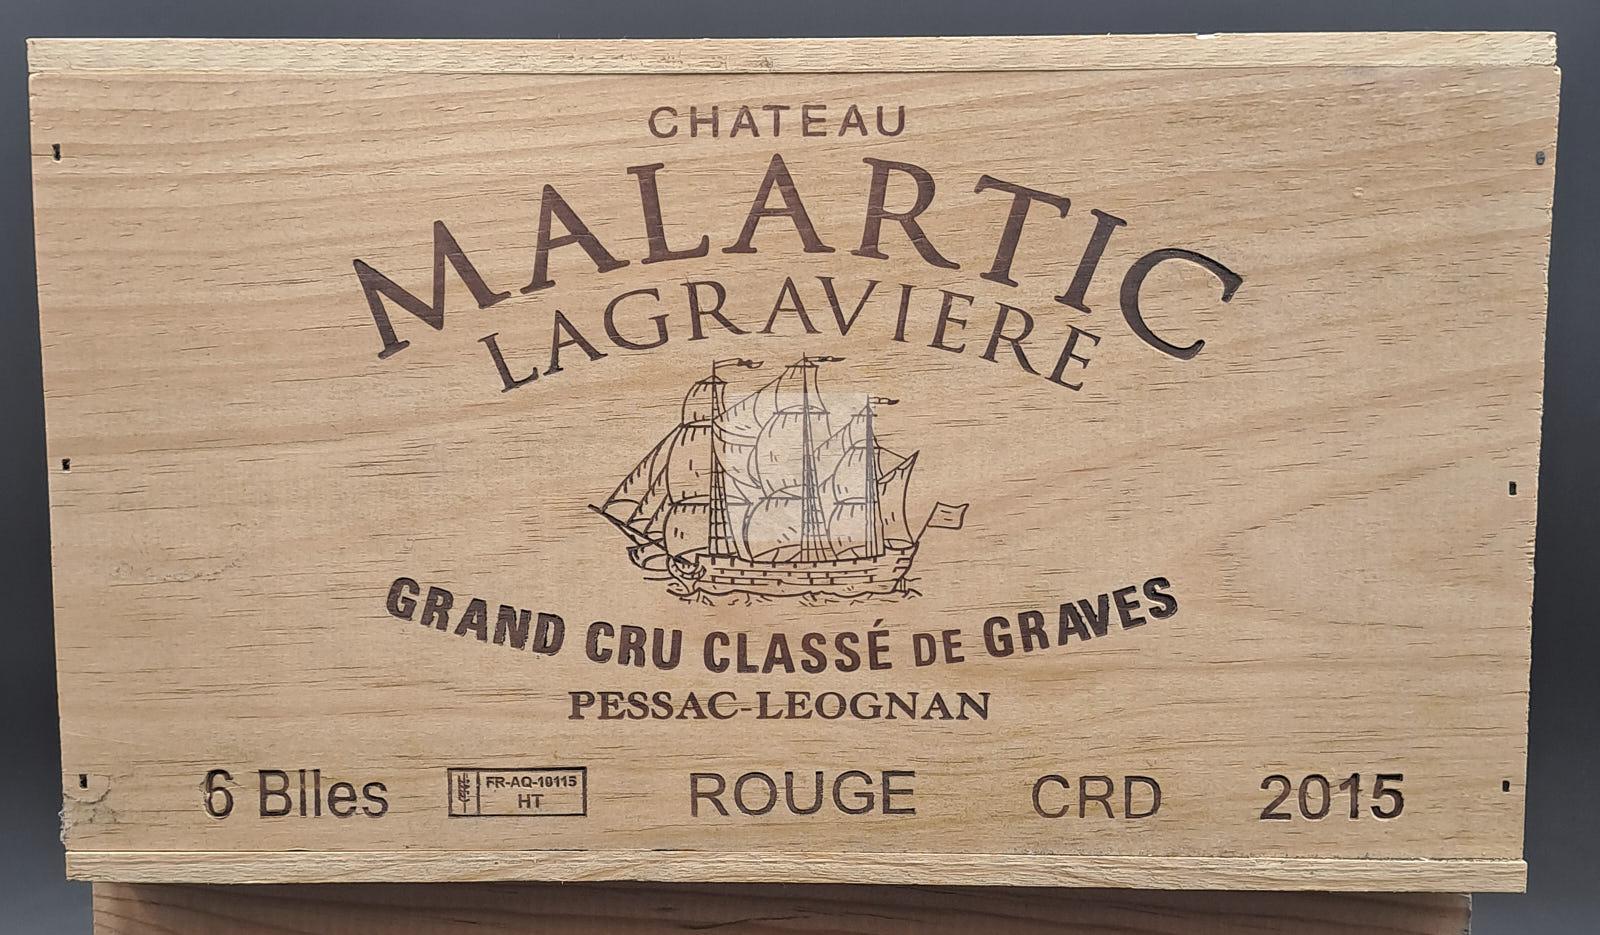 CHATEAU
MALARTIC
LAGRAVIERE
GRAND CRU CLASSÉ DE GRAVES
PESSAC-LEOGNAN
6 Blles FR-AQ-10115 HT ROUGE CRD 2015